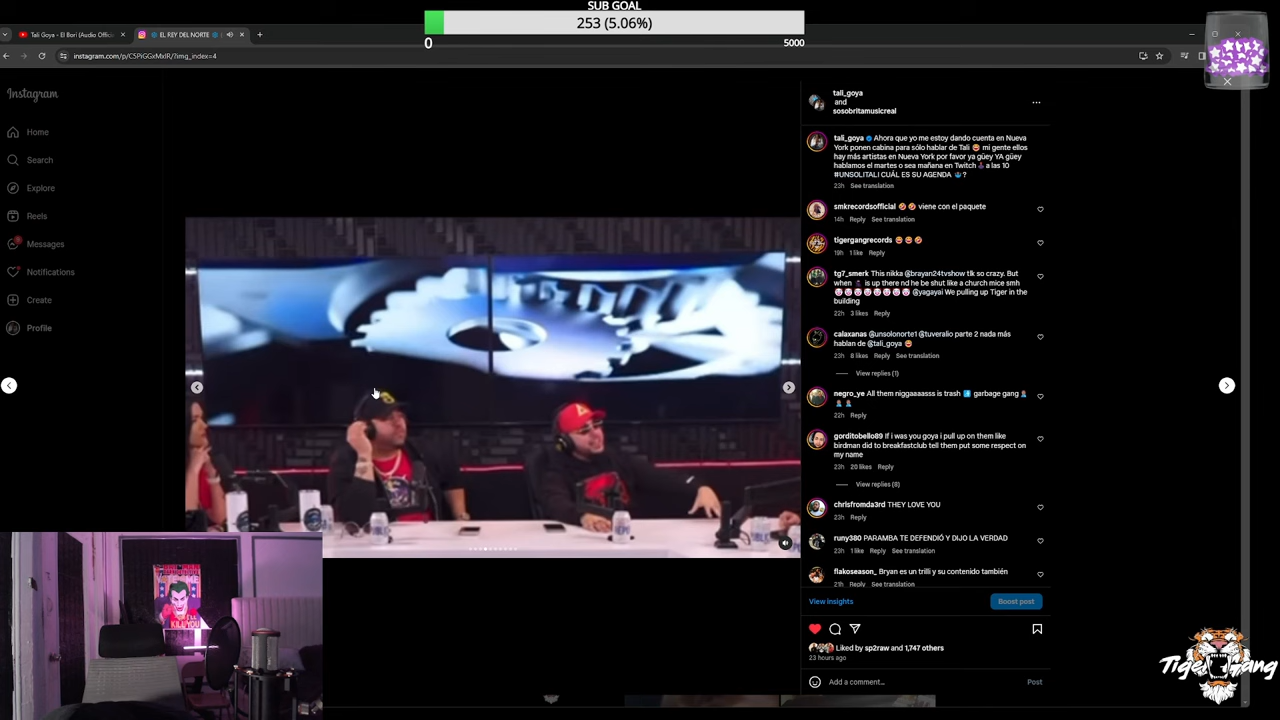 SUB GOAL
253 (5.06%)
0
5000
Tali Goya - El Bori (Audio Offici
EL REY DEL NORTE
instagram.com/p/C5PiGGxMxlR/?img_index=4
Instagram
Home
Search
Explore
Reels
Messages
Notifications
Create
Profile
tali_goya
and
sosobritamusicreal
tali_goya Ahora que yo me estoy dando cuenta en Nueva
York ponen cabina para sólo hablar de Tali 😂 mi gente ellos
hay más artistas en Nueva York por favor ya güey YA güey
hablamos el martes o sea mañana en Twitch a las 10
#UNSOLITALI CUÁL ES SU AGENDA ?
23h See translation
smkrecordsofficial 🤣 🤣 viene con el paquete
14h Reply See translation
tigergangrecords 😂 😂 🤣
19h 1 like Reply
tg7_smerk This nikka @brayan24tvshow tlk so crazy. But
when is up there nd he be shut like a church mice smh
@yagayai We pulling up Tiger in the
building
22h 3 likes Reply
calaxanas @unsolonorte1 @tuveralio parte 2 nada más
hablan de @tali_goya 😂
23h 8 likes Reply See translation
View replies (1)
negro_ye All them niggaaaasss is trash garbage gang
22h Reply
gorditobello89 If i was you goya i pull up on them like
birdman did to breakfastclub tell them put some respect on
my name
23h 20 likes Reply
View replies (8)
chrisfromda3rd THEY LOVE YOU
23h Reply
runy380 PARAMBA TE DEFENDIÓ Y DIJO LA VERDAD
23h 1 like Reply See translation
flakoseason_ Bryan es un trilli y su contenido también
21h Reply See translation
View insights
Boost post
Liked by sp2raw and 1,747 others
23 hours ago
Add a comment...
Post
I'LL
KILL YOU
Tiger Gang